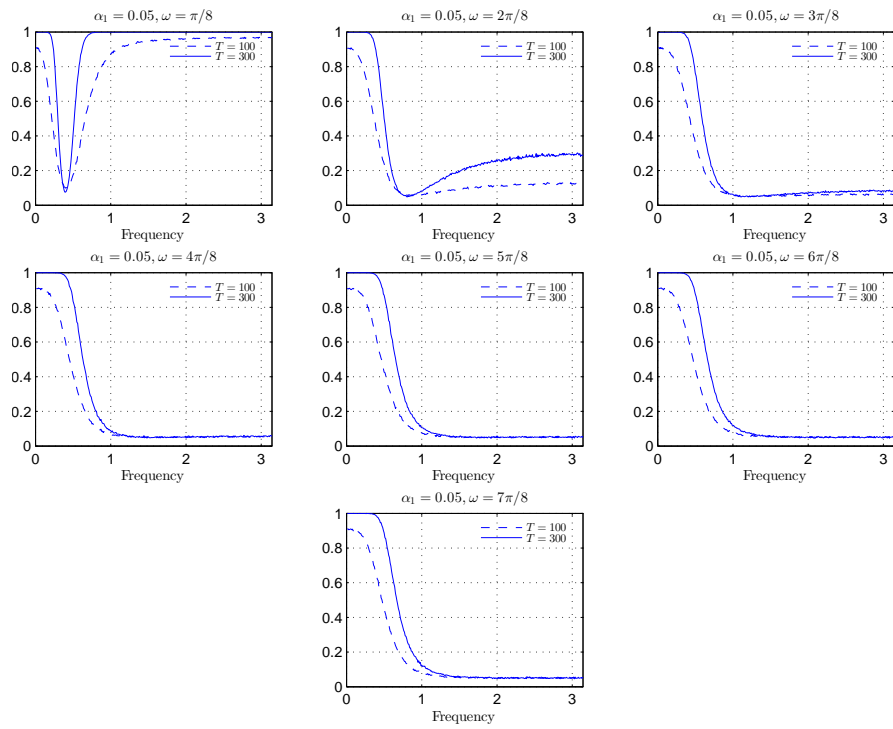 α₁ = 0.05, ω = π/8
T = 100
T = 300
1
0.8
0.6
0.4
0.2
0
0 1 2 3
Frequency
α₁ = 0.05, ω = 2π/8
T = 100
T = 300
1
0.8
0.6
0.4
0.2
0
0 1 2 3
Frequency
α₁ = 0.05, ω = 3π/8
T = 100
T = 300
1
0.8
0.6
0.4
0.2
0
0 1 2 3
Frequency
α₁ = 0.05, ω = 4π/8
T = 100
T = 300
1
0.8
0.6
0.4
0.2
0
0 1 2 3
Frequency
α₁ = 0.05, ω = 5π/8
T = 100
T = 300
1
0.8
0.6
0.4
0.2
0
0 1 2 3
Frequency
α₁ = 0.05, ω = 6π/8
T = 100
T = 300
1
0.8
0.6
0.4
0.2
0
0 1 2 3
Frequency
α₁ = 0.05, ω = 7π/8
T = 100
T = 300
1
0.8
0.6
0.4
0.2
0
0 1 2 3
Frequency